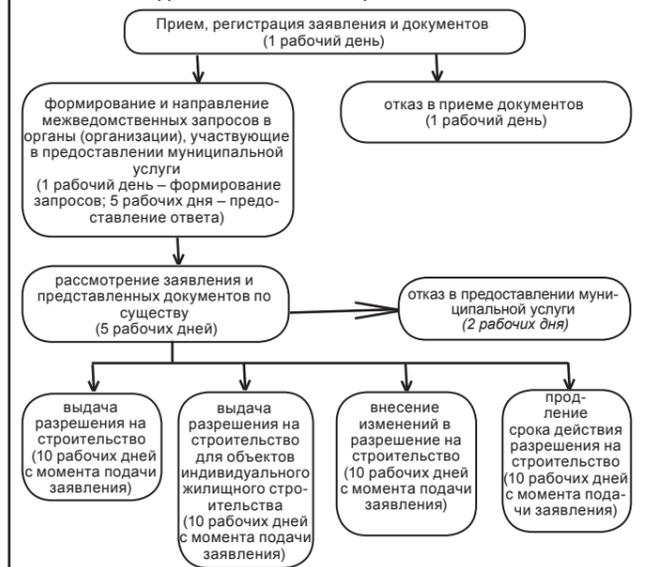 Прием, регистрация заявления и документов
(1 рабочий день)
формирование и направление
межведомственных запросов в
органы (организации), участвующие
в предоставлении муниципальной
услуги
(1 рабочий день – формирование
запросов; 5 рабочих дня – предо-
ставление ответа)
отказ в приеме документов
(1 рабочий день)
рассмотрение заявления и
представленных документов по
существу
(5 рабочих дней)
отказ в предоставлении муни-
ципальной услуги
(2 рабочих дня)
выдача
разрешения на
строительство
(10 рабочих дней
с момента подачи
заявления)
выдача
разрешения на
строительство
для объектов
индивидуального
жилищного стро-
ительства
(10 рабочих дней
с момента подачи
заявления)
внесение
изменений в
разрешение на
строительство
(10 рабочих дней
с момента подачи
заявления)
прод-
ление
срока действия
разрешения на
строительство
(10 рабочих дней
с момента пода-
чи заявления)